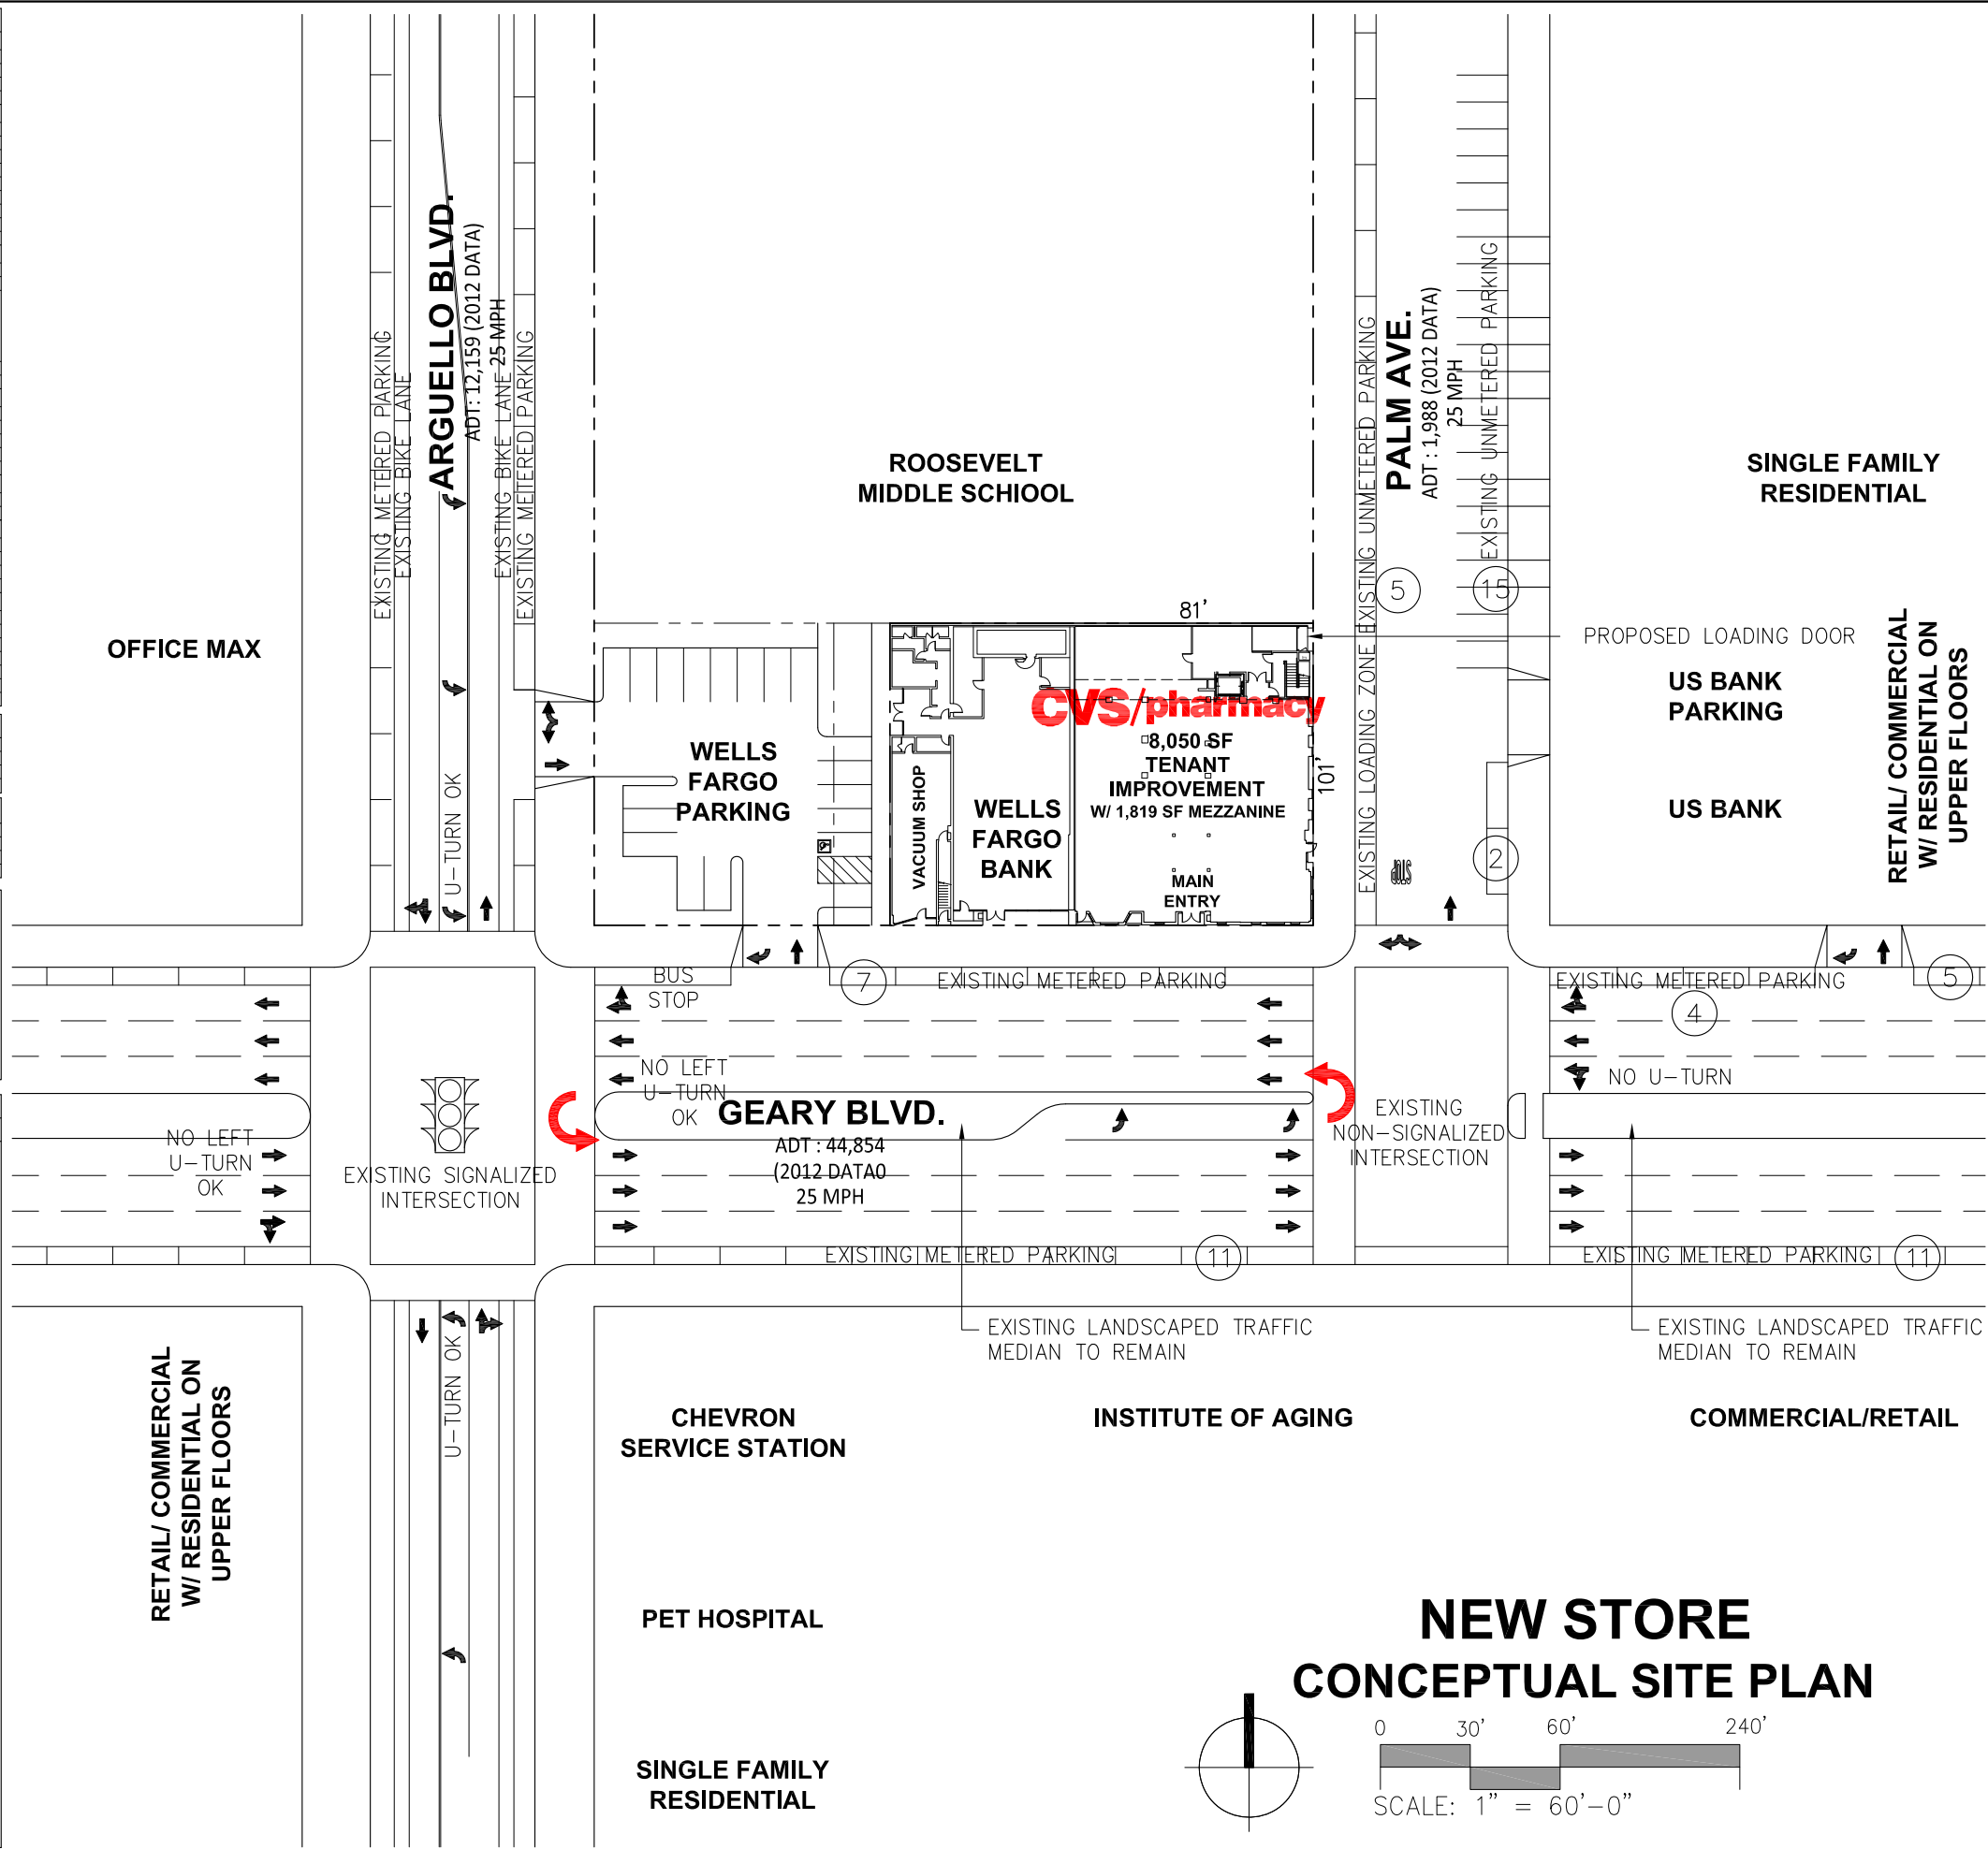 ARGUELLO BLVD.
ADT: 12,159 (2012 DATA)
25 MPH
EXISTING METERED PARKING
EXISTING BIKE LANE
EXISTING BIKE LANE
EXISTING METERED PARKING
U-TURN OK
OFFICE MAX
ROOSEVELT
MIDDLE SCHIOOL
PALM AVE.
ADT : 1,988 (2012 DATA)
25 MPH
EXISTING UNMETERED PARKING
EXISTING UNMETERED PARKING
EXISTING LOADING ZONE
5
15
SINGLE FAMILY
RESIDENTIAL
81'
101'
PROPOSED LOADING DOOR
US BANK
PARKING
US BANK
2
RETAIL/ COMMERCIAL
W/ RESIDENTIAL ON
UPPER FLOORS
WELLS
FARGO
PARKING
VACUUM SHOP
WELLS
FARGO
BANK
CVS/pharmacy
8,050 SF
TENANT
IMPROVEMENT
W/ 1,819 SF MEZZANINE
MAIN
ENTRY
BUS
STOP
7
EXISTING METERED PARKING
EXISTING METERED PARKING
5
4
NO LEFT
U-TURN
OK
GEARY BLVD.
ADT : 44,854
(2012 DATA0
25 MPH
NO U-TURN
EXISTING
NON-SIGNALIZED
INTERSECTION
NO LEFT
U-TURN
OK
EXISTING SIGNALIZED
INTERSECTION
EXISTING METERED PARKING
11
EXISTING METERED PARKING
11
EXISTING LANDSCAPED TRAFFIC
MEDIAN TO REMAIN
EXISTING LANDSCAPED TRAFFIC
MEDIAN TO REMAIN
U-TURN OK
RETAIL/ COMMERCIAL
W/ RESIDENTIAL ON
UPPER FLOORS
CHEVRON
SERVICE STATION
INSTITUTE OF AGING
COMMERCIAL/RETAIL
PET HOSPITAL
SINGLE FAMILY
RESIDENTIAL
NEW STORE
CONCEPTUAL SITE PLAN
0 30' 60' 240'
SCALE: 1" = 60'-0"